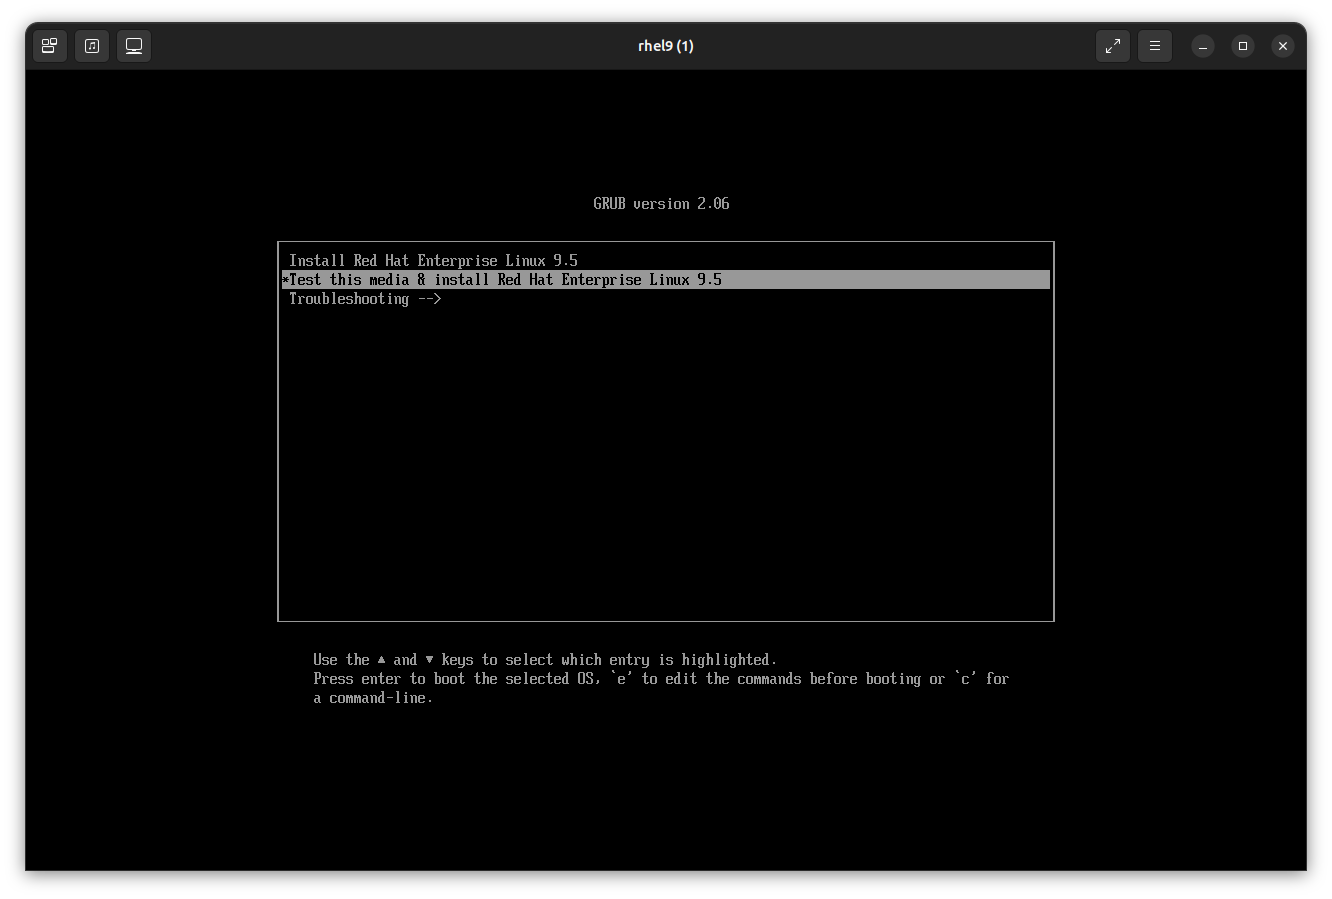 rhel9 (1)
GRUB version 2.06
Install Red Hat Enterprise Linux 9.5
*Test this media & install Red Hat Enterprise Linux 9.5
Troubleshooting -->
Use the ▲ and ▼ keys to select which entry is highlighted.
Press enter to boot the selected OS, `e' to edit the commands before booting or `c' for
a command-line.